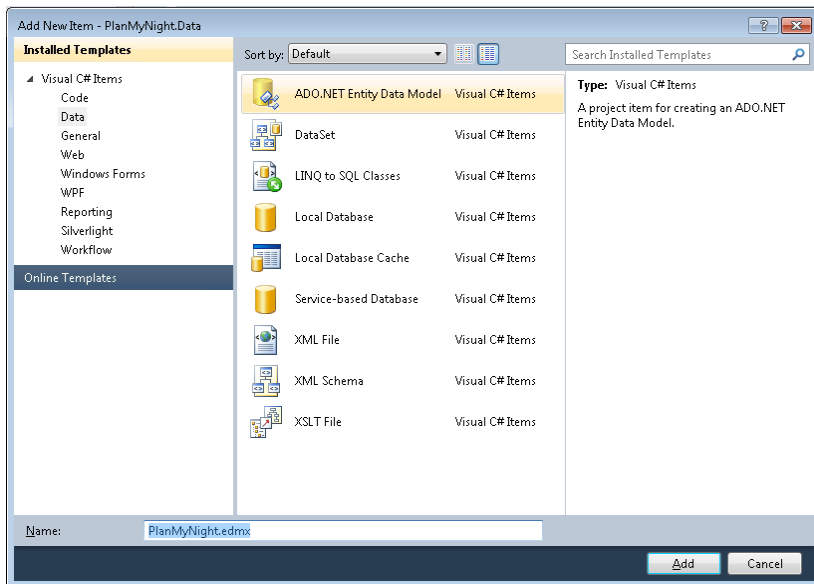 Add New Item - PlanMyNight.Data
Installed Templates
Visual C# Items
Code
Data
General
Web
Windows Forms
WPF
Reporting
Silverlight
Workflow
Online Templates
Sort by: Default
Search Installed Templates
ADO.NET Entity Data Model Visual C# Items
DataSet Visual C# Items
LINQ to SQL Classes Visual C# Items
Local Database Visual C# Items
Local Database Cache Visual C# Items
Service-based Database Visual C# Items
XML File Visual C# Items
XML Schema Visual C# Items
XSLT File Visual C# Items
Type: Visual C# Items
A project item for creating an ADO.NET
Entity Data Model.
Name: PlanMyNight.edmx
Add Cancel